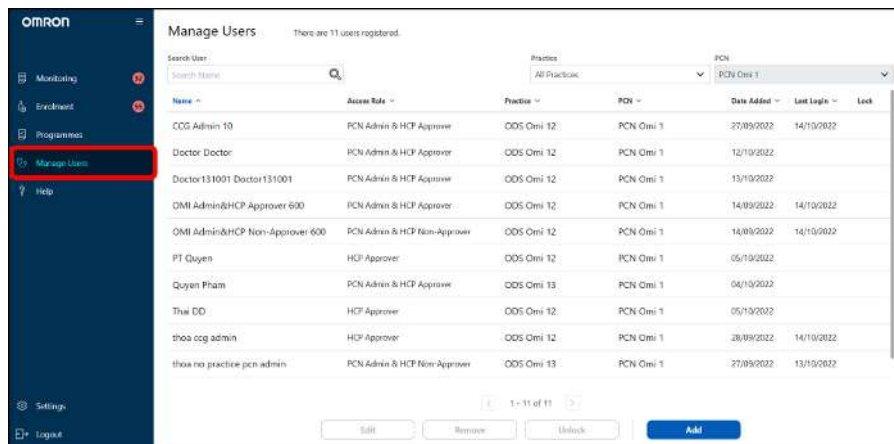 OMRON
Manage Users There are 11 users registered.
Search User Practice PCN
Search Name All Practices PCN Omi 1
Monitoring
Enrolment
Programmes
Manage Users
Help
Name Access Role Practice PCN Date Added Last Login Lock
CCG Admin 10 PCN Admin & HCP Approver ODS Omi 12 PCN Omi 1 27/09/2022 14/10/2022
Doctor Doctor PCN Admin & HCP Approver ODS Omi 12 PCN Omi 1 12/10/2022
Doctor131001 Doctor131001 PCN Admin & HCP Approver ODS Omi 12 PCN Omi 1 13/10/2022
OMI Admin&HCP Approver 600 PCN Admin & HCP Approver ODS Omi 12 PCN Omi 1 14/09/2022 14/10/2022
OMI Admin&HCP Non-Approver 600 PCN Admin & HCP Non-Approver ODS Omi 12 PCN Omi 1 14/09/2022 14/10/2022
PT Quyen HCP Approver ODS Omi 12 PCN Omi 1 05/10/2022
Quyen Pham PCN Admin & HCP Approver ODS Omi 13 PCN Omi 1 04/10/2022
Thai DD HCP Approver ODS Omi 12 PCN Omi 1 05/10/2022
thoa ccg admin HCP Approver ODS Omi 12 PCN Omi 1 28/09/2022 14/10/2022
thoa no practice pcn admin PCN Admin & HCP Non-Approver ODS Omi 13 PCN Omi 1 27/09/2022 13/10/2022
1 - 11 of 11
Edit Remove Unlock Add
Settings
Logout